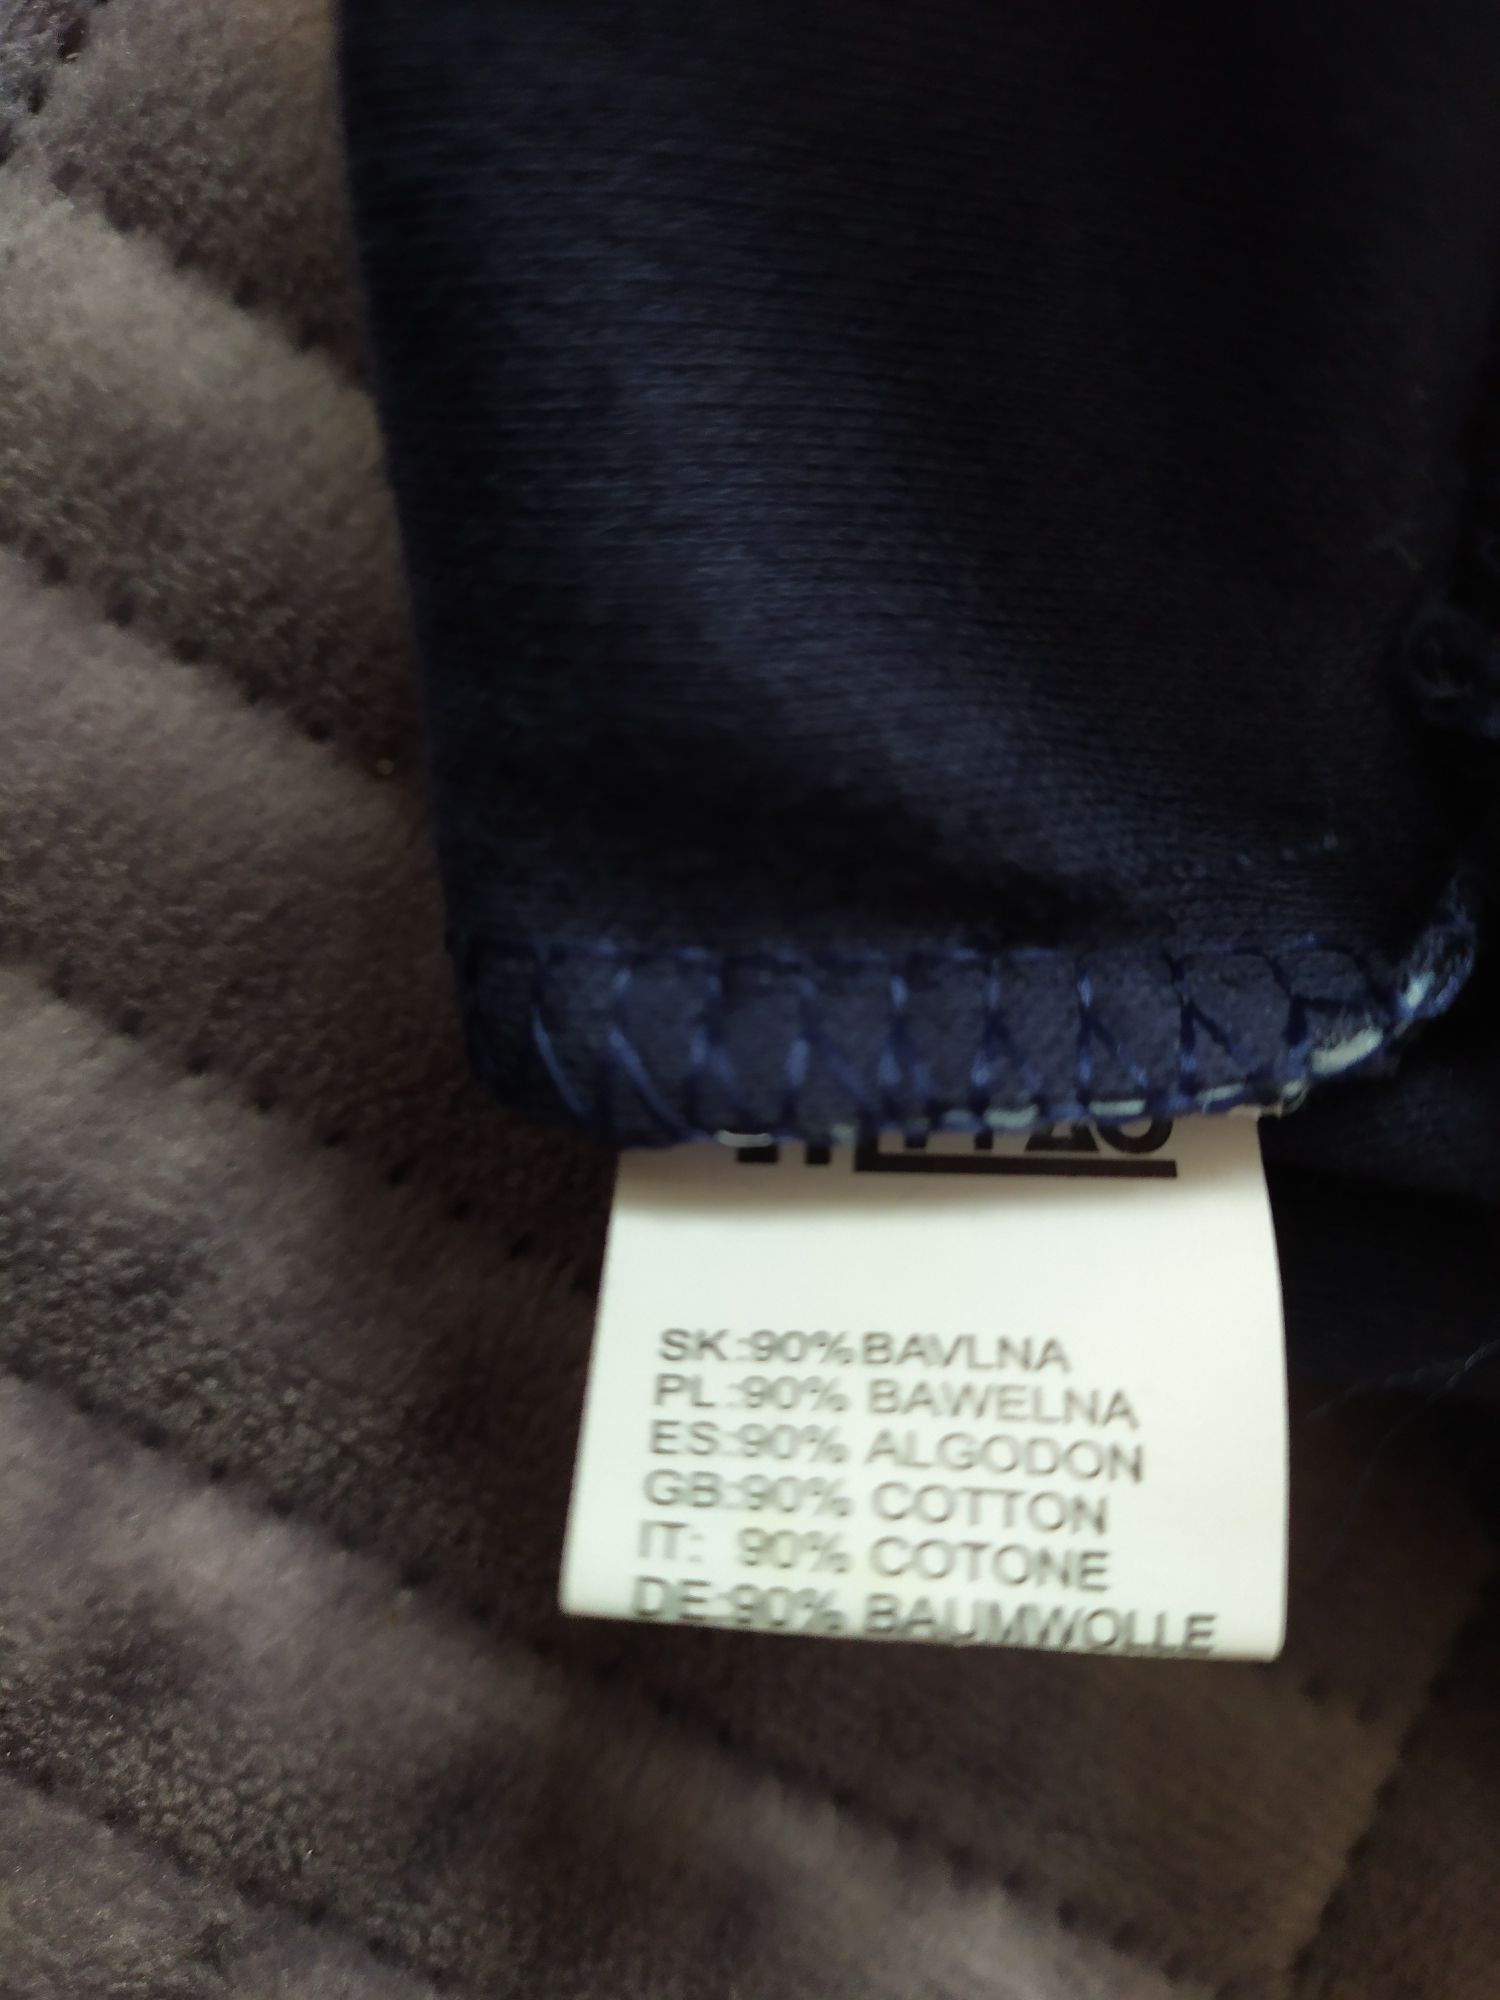 SK:90%BAVLNA
PL:90% BAWELNA
ES:90% ALGODON
GB:90% COTTON
IT: 90% COTONE
DE:90% BAUMWOLLE